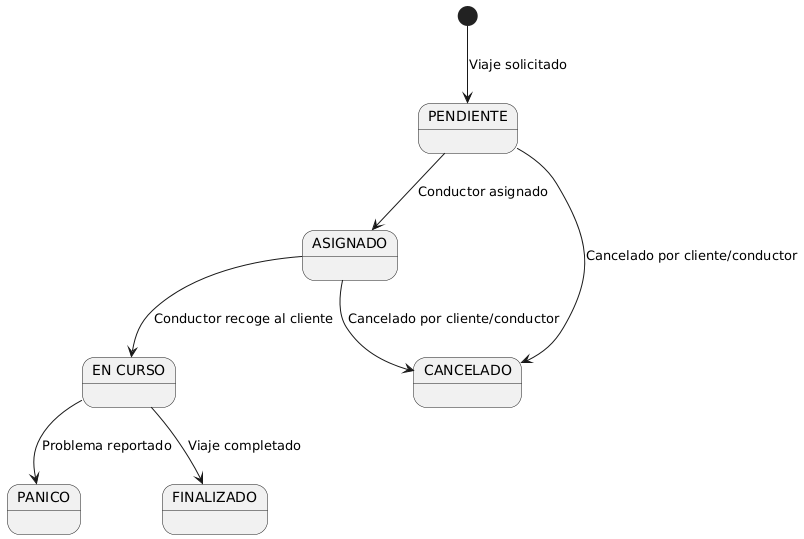 Viaje solicitado
PENDIENTE
Conductor asignado
ASIGNADO
Cancelado por cliente/conductor
Conductor recoge al cliente
Cancelado por cliente/conductor
EN CURSO
CANCELADO
Problema reportado
Viaje completado
PANICO
FINALIZADO